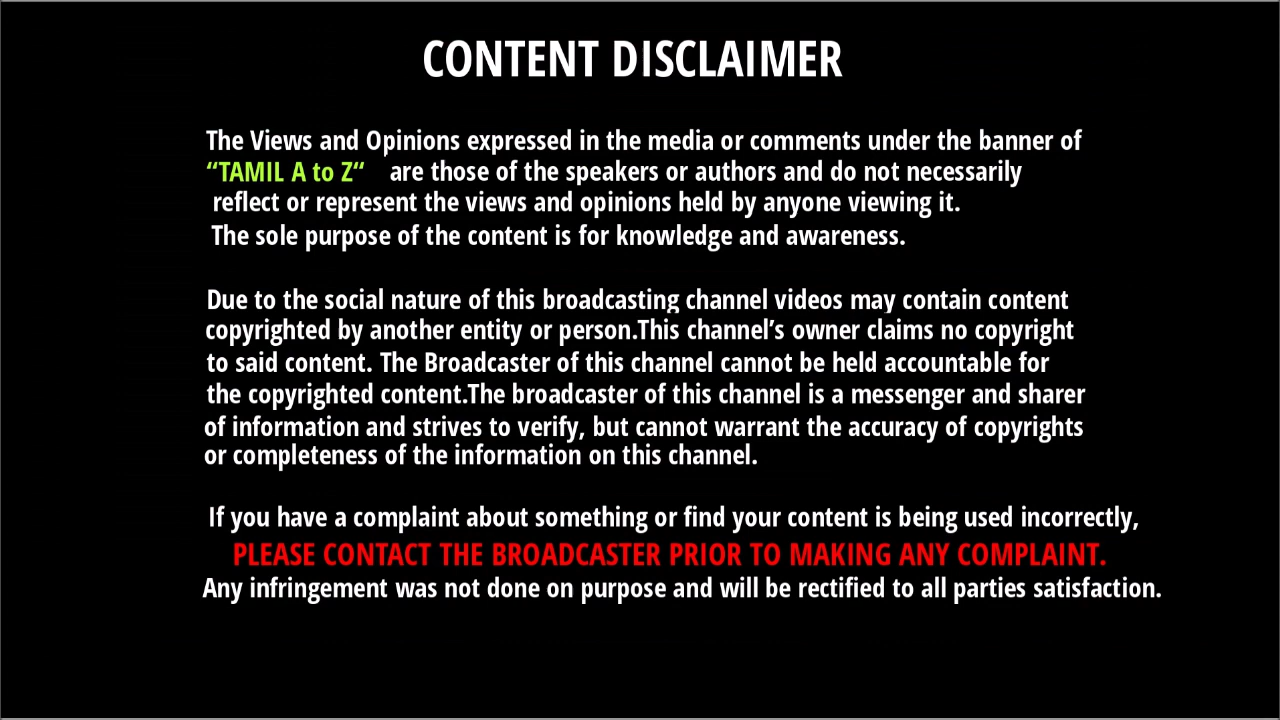 CONTENT DISCLAIMER
The Views and Opinions expressed in the media or comments under the banner of
“TAMIL A to Z“ are those of the speakers or authors and do not necessarily
reflect or represent the views and opinions held by anyone viewing it.
The sole purpose of the content is for knowledge and awareness.
Due to the social nature of this broadcasting channel videos may contain content
copyrighted by another entity or person.This channel’s owner claims no copyright
to said content. The Broadcaster of this channel cannot be held accountable for
the copyrighted content.The broadcaster of this channel is a messenger and sharer
of information and strives to verify, but cannot warrant the accuracy of copyrights
or completeness of the information on this channel.
If you have a complaint about something or find your content is being used incorrectly,
PLEASE CONTACT THE BROADCASTER PRIOR TO MAKING ANY COMPLAINT.
Any infringement was not done on purpose and will be rectified to all parties satisfaction.